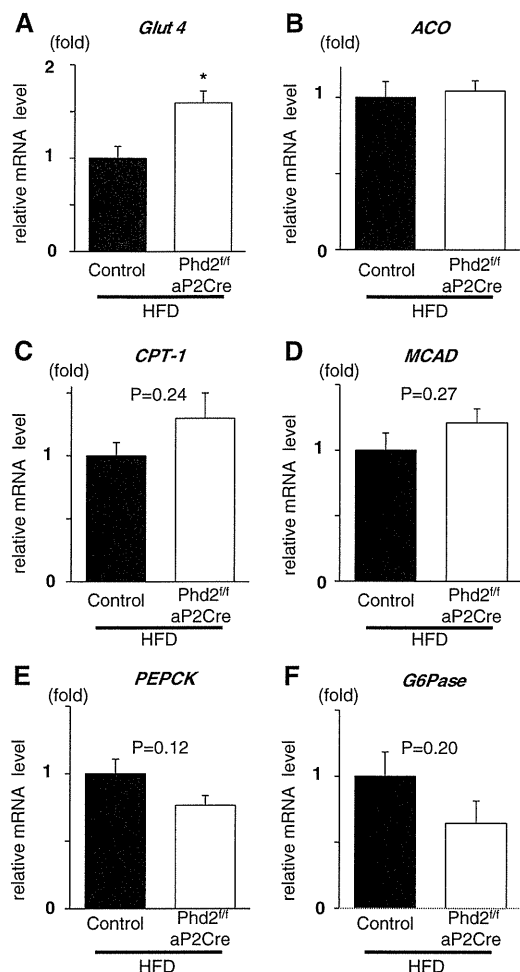 A
Glut 4
(fold)
relative mRNA level
2
1
0
*
Control
Phd2f/f
aP2Cre
HFD
B
ACO
(fold)
relative mRNA level
1
0
Control
Phd2f/f
aP2Cre
HFD
C
CPT-1
(fold)
relative mRNA level
1
0
P=0.24
Control
Phd2f/f
aP2Cre
HFD
D
MCAD
(fold)
relative mRNA level
1
0
P=0.27
Control
Phd2f/f
aP2Cre
HFD
E
PEPCK
(fold)
relative mRNA level
1
0
P=0.12
Control
Phd2f/f
aP2Cre
HFD
F
G6Pase
(fold)
relative mRNA level
1
0
P=0.20
Control
Phd2f/f
aP2Cre
HFD